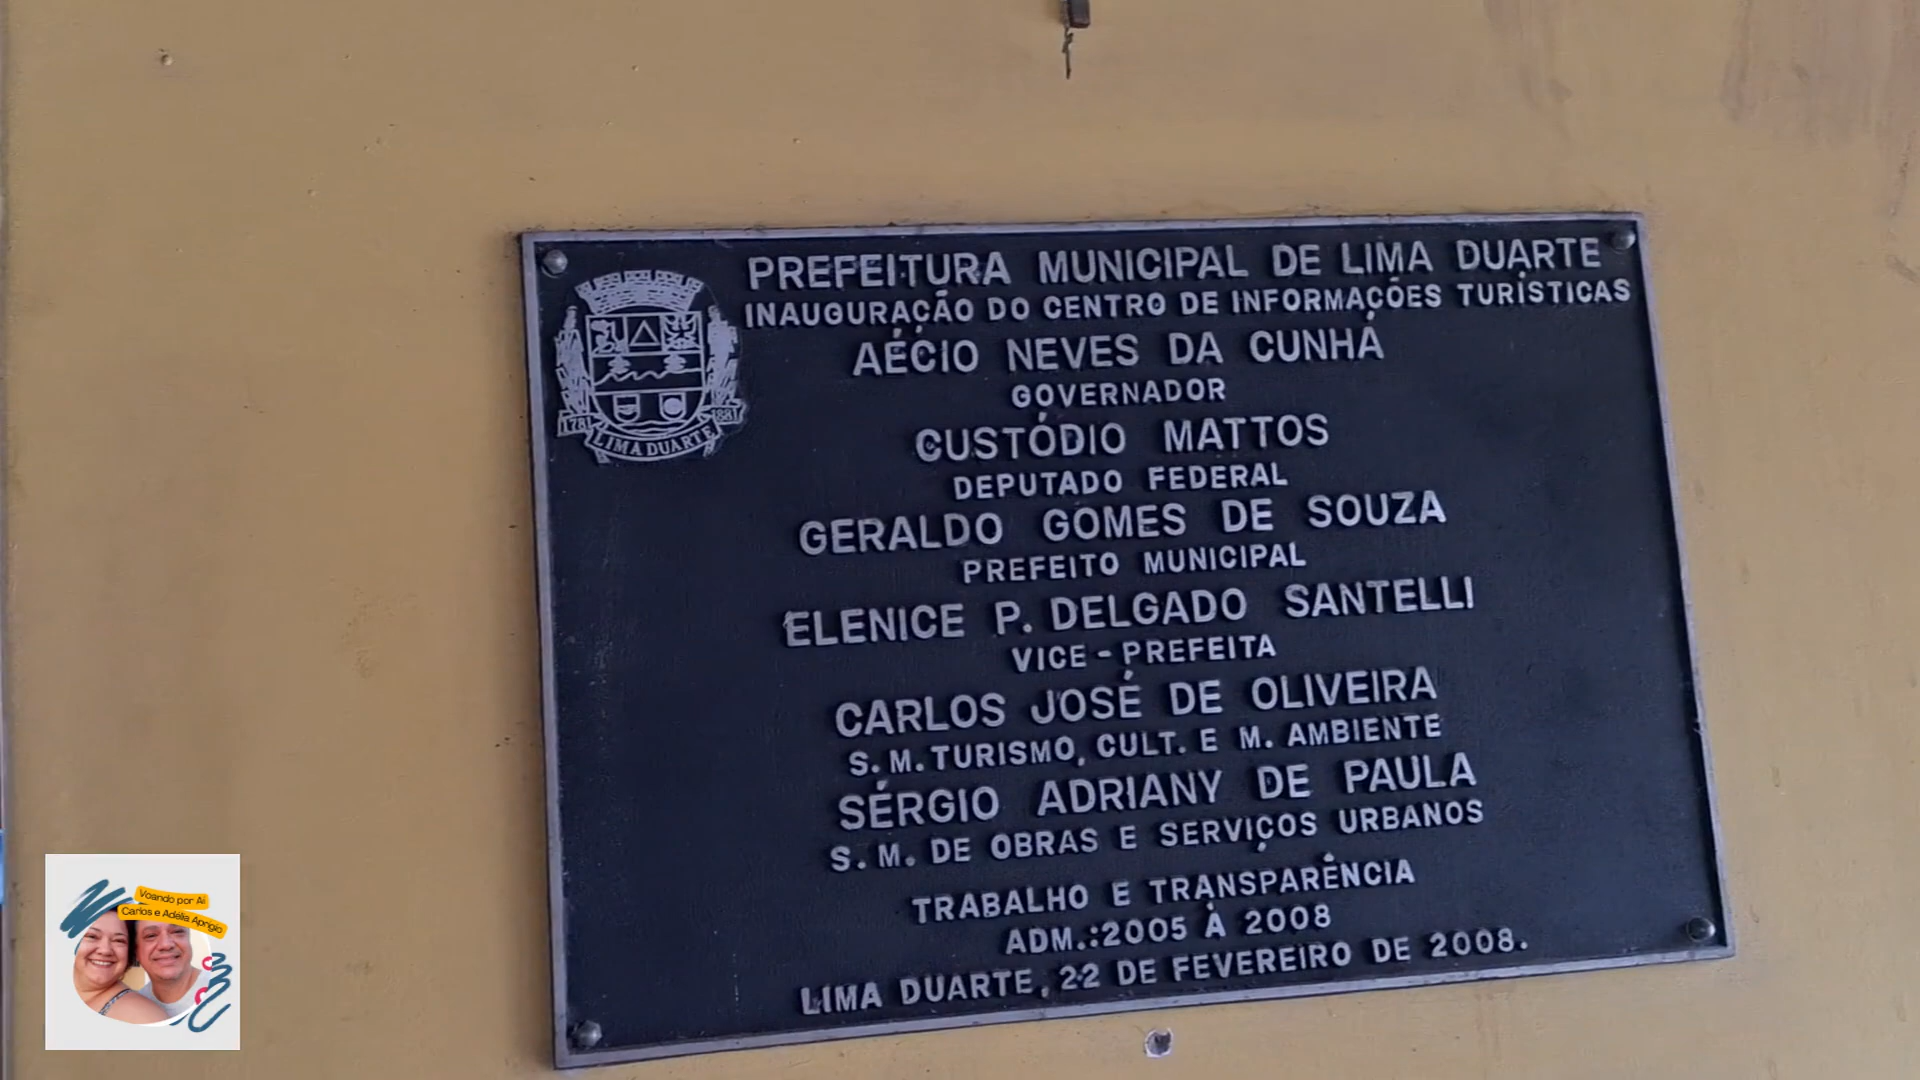 PREFEITURA MUNICIPAL DE LIMA DUARTE
INAUGURAÇÃO DO CENTRO DE INFORMAÇÕES TURÍSTICAS
AÉCIO NEVES DA CUNHA
GOVERNADOR
CUSTÓDIO MATTOS
DEPUTADO FEDERAL
GERALDO GOMES DE SOUZA
PREFEITO MUNICIPAL
ELENICE P. DELGADO SANTELLI
VICE - PREFEITA
CARLOS JOSÉ DE OLIVEIRA
S. M. TURISMO, CULT. E M. AMBIENTE
SÉRGIO ADRIANY DE PAULA
S. M. DE OBRAS E SERVIÇOS URBANOS
TRABALHO E TRANSPARÊNCIA
ADM.: 2005 À 2008
LIMA DUARTE, 22 DE FEVEREIRO DE 2008.
1781 1881
LIMA DUARTE
Voando por Aí
Carlos e Adélia Aprígio